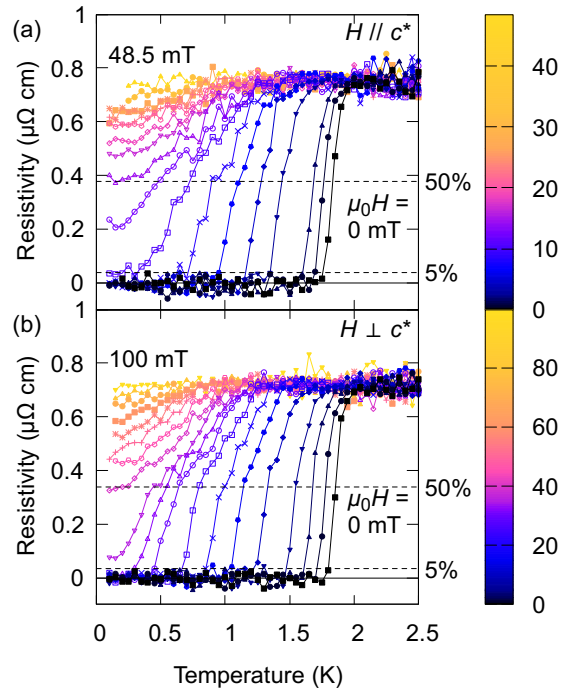 (a)
48.5 mT
H // c*
Resistivity (μΩ cm)
1
0.8
0.6
0.4
0.2
0
50%
μ₀H =
0 mT
5%
40
30
20
10
0
(b)
100 mT
H ⊥ c*
Resistivity (μΩ cm)
1
0.8
0.6
0.4
0.2
0
50%
μ₀H =
0 mT
5%
80
60
40
20
0
0 0.5 1 1.5 2 2.5
Temperature (K)